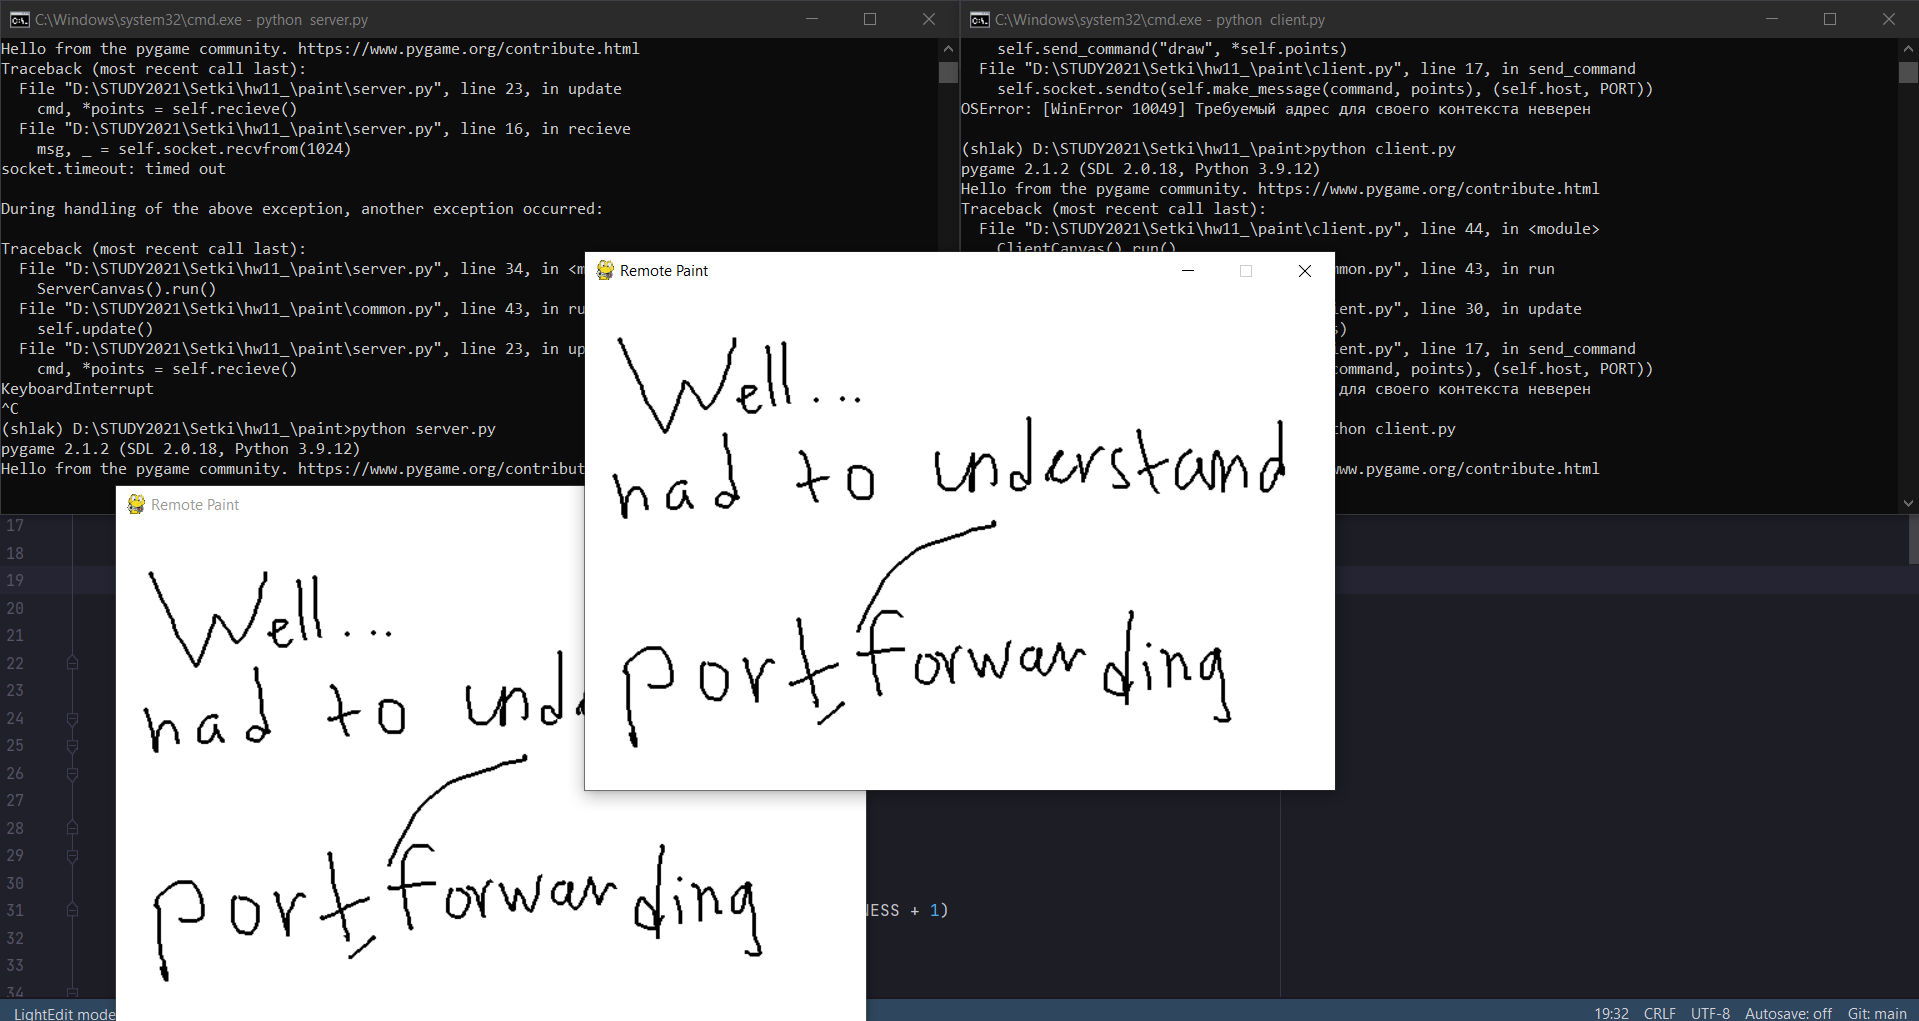 C:\Windows\system32\cmd.exe - python  server.py
Hello from the pygame community. https://www.pygame.org/contribute.html
Traceback (most recent call last):
  File "D:\STUDY2021\Setki\hw11_\paint\server.py", line 23, in update
    cmd, *points = self.recieve()
  File "D:\STUDY2021\Setki\hw11_\paint\server.py", line 16, in recieve
    msg, _ = self.socket.recvfrom(1024)
socket.timeout: timed out
During handling of the above exception, another exception occurred:
Traceback (most recent call last):
  File "D:\STUDY2021\Setki\hw11_\paint\server.py", line 34, in <m
    ServerCanvas().run()
  File "D:\STUDY2021\Setki\hw11_\paint\common.py", line 43, in ru
    self.update()
  File "D:\STUDY2021\Setki\hw11_\paint\server.py", line 23, in up
    cmd, *points = self.recieve()
KeyboardInterrupt
^C
(shlak) D:\STUDY2021\Setki\hw11_\paint>python server.py
pygame 2.1.2 (SDL 2.0.18, Python 3.9.12)
Hello from the pygame community. https://www.pygame.org/contribut
C:\Windows\system32\cmd.exe - python  client.py
    self.send_command("draw", *self.points)
  File "D:\STUDY2021\Setki\hw11_\paint\client.py", line 17, in send_command
    self.socket.sendto(self.make_message(command, points), (self.host, PORT))
OSError: [WinError 10049] Требуемый адрес для своего контекста неверен
(shlak) D:\STUDY2021\Setki\hw11_\paint>python client.py
pygame 2.1.2 (SDL 2.0.18, Python 3.9.12)
Hello from the pygame community. https://www.pygame.org/contribute.html
Traceback (most recent call last):
  File "D:\STUDY2021\Setki\hw11_\paint\client.py", line 44, in <module>
    ClientCanvas().run()
mon.py", line 43, in run
ient.py", line 30, in update
s)
ient.py", line 17, in send_command
command, points), (self.host, PORT))
для своего контекста неверен
thon client.py
ww.pygame.org/contribute.html
Remote Paint
Well...
had to understand
port forwarding
Remote Paint
Well...
had to und
port forwarding
17
18
19
20
21
22
23
24
25
26
27
28
29
30
31
NESS + 1)
32
33
34
LightEdit mode
19:32 CRLF UTF-8 Autosave: off Git: main